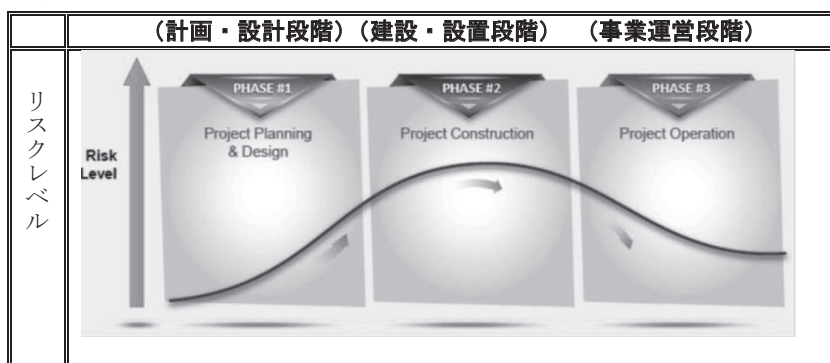 （計画・設計段階）（建設・設置段階） （事業運営段階）
リスクレベル
PHASE #1
PHASE #2
PHASE #3
Project Planning
& Design
Project Construction
Project Operation
Risk
Level